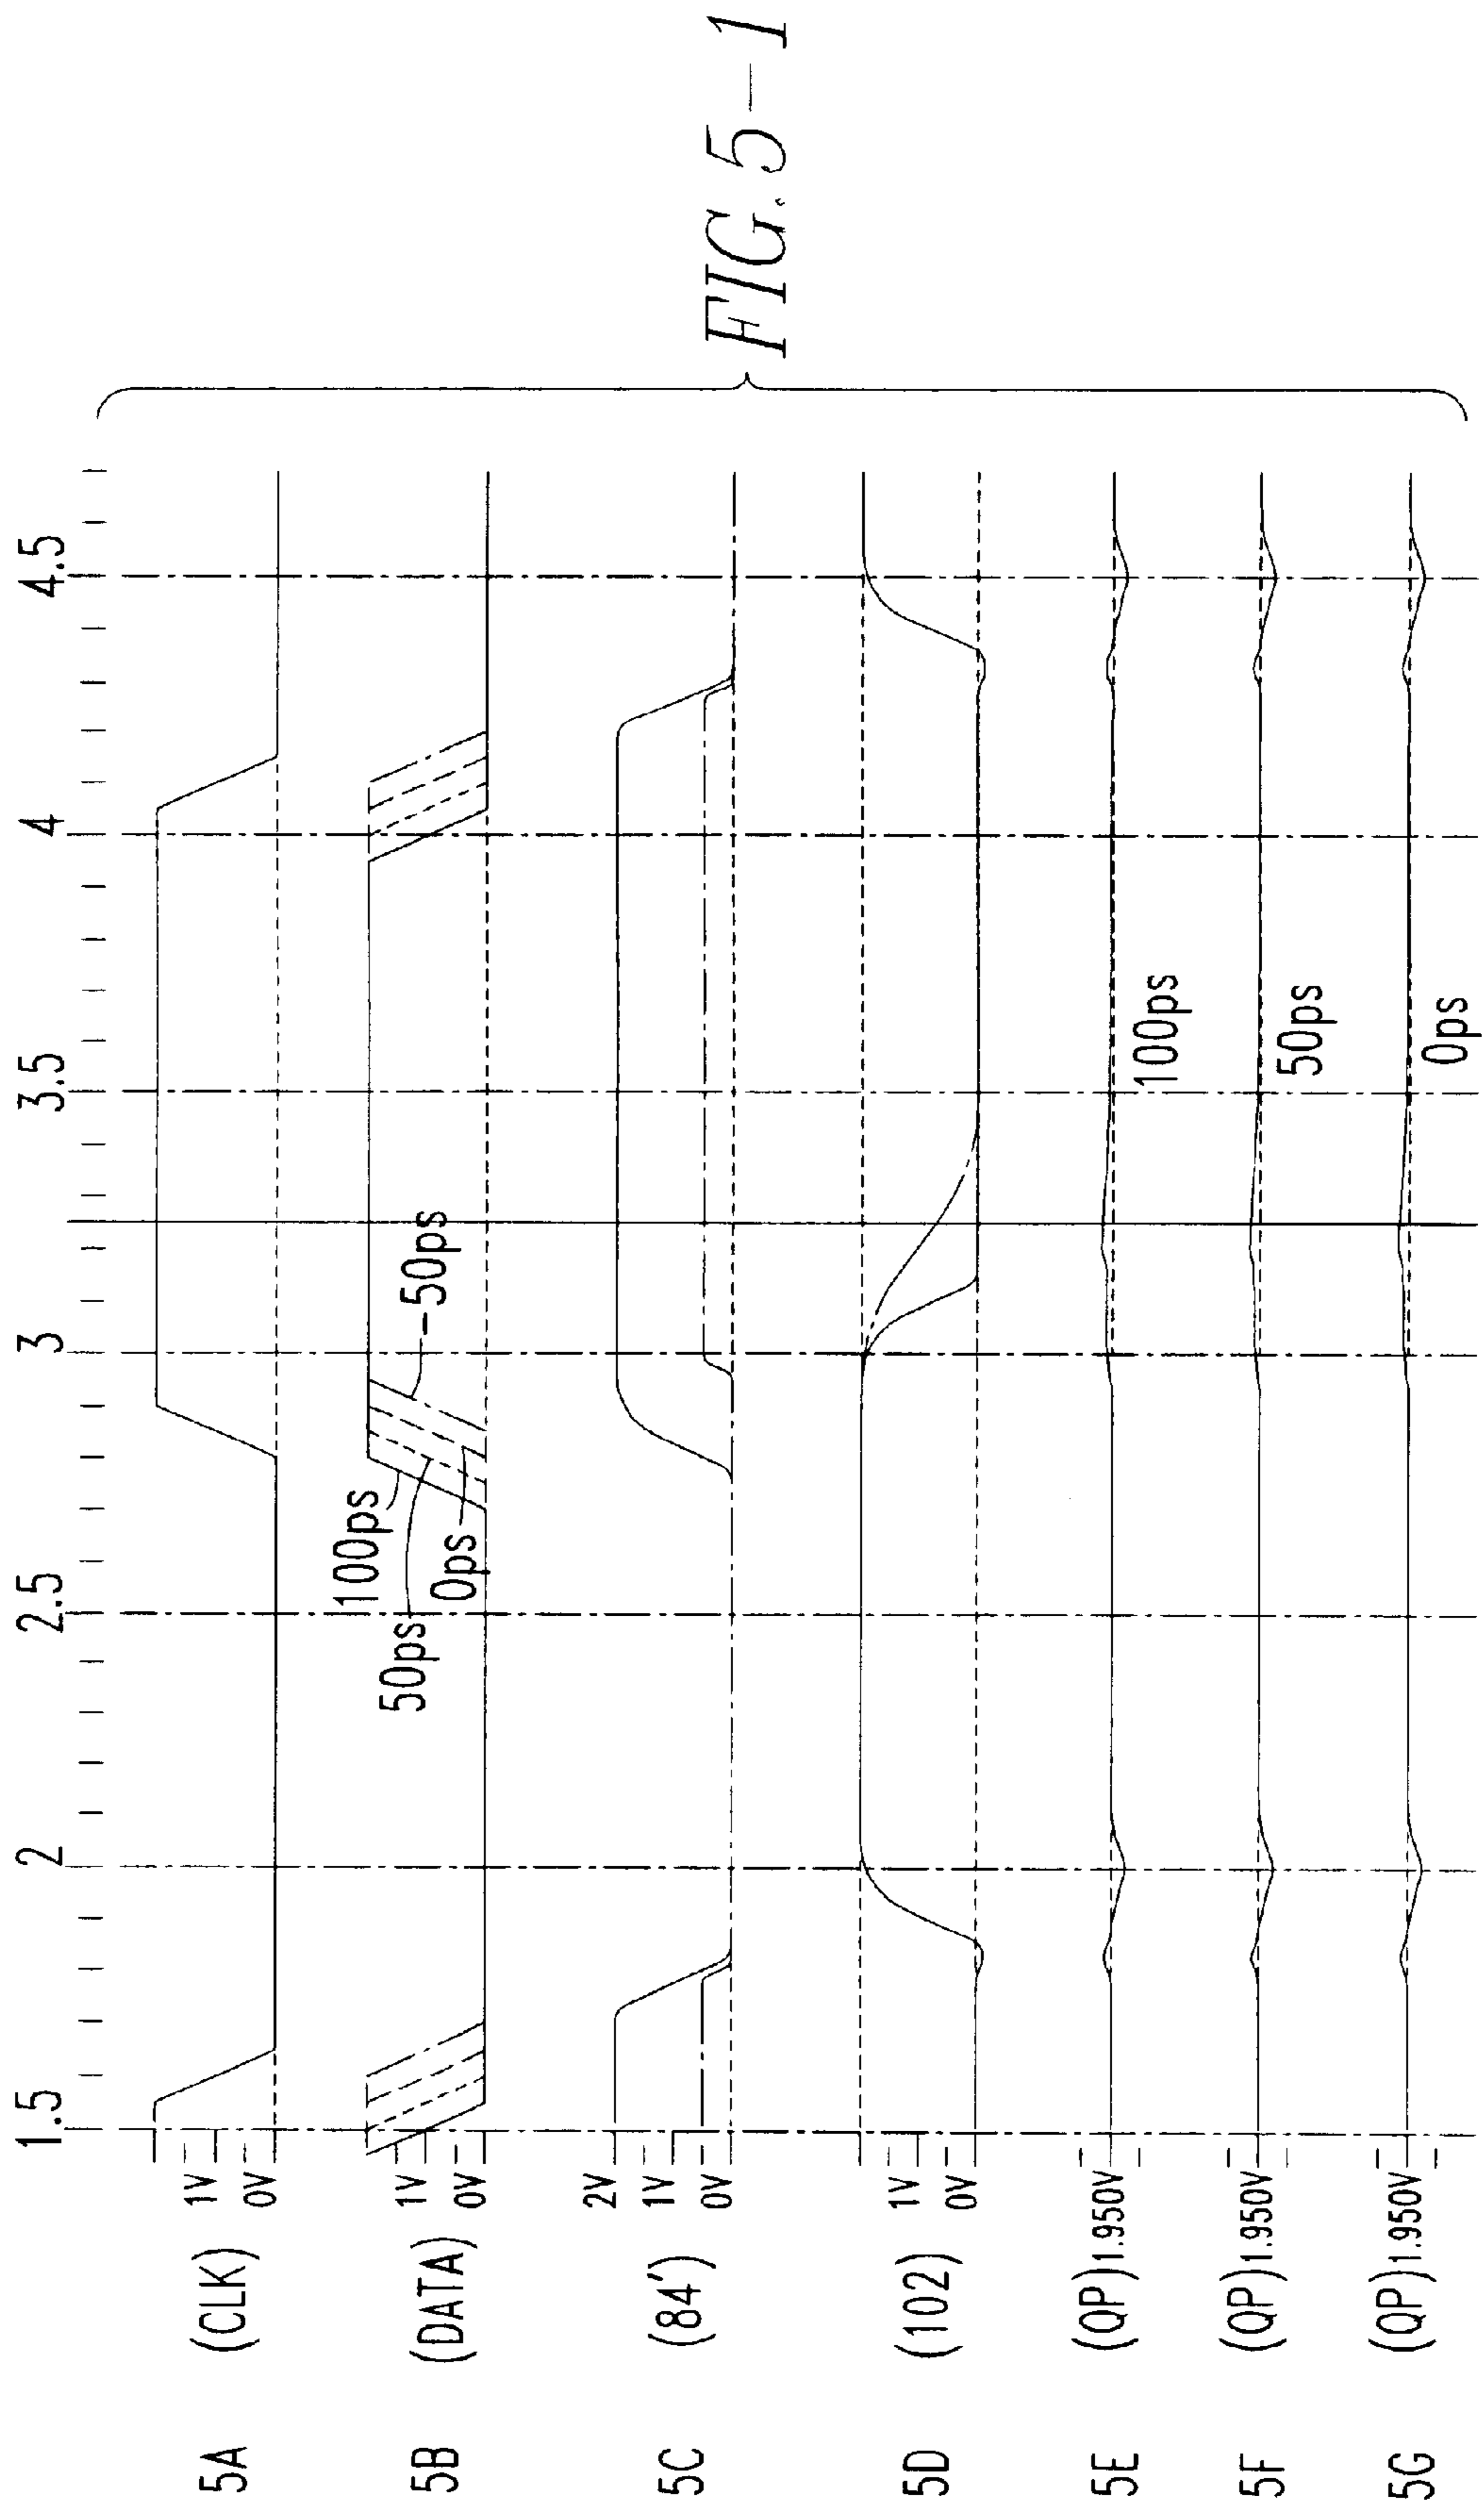 FIG. 5-1
1.5 2 2.5 3 3.5 4 4.5
5A (CLK) 1V 0V
5B (DATA) 1V 0V
100ps
50ps
0ps
-50ps
5C (84') 2V 1V 0V
5D (102) 1V 0V
5E (QP) 1.950V 100ps
5F (QP) 1.950V 50ps
5G (QP) 1.950V 0ps